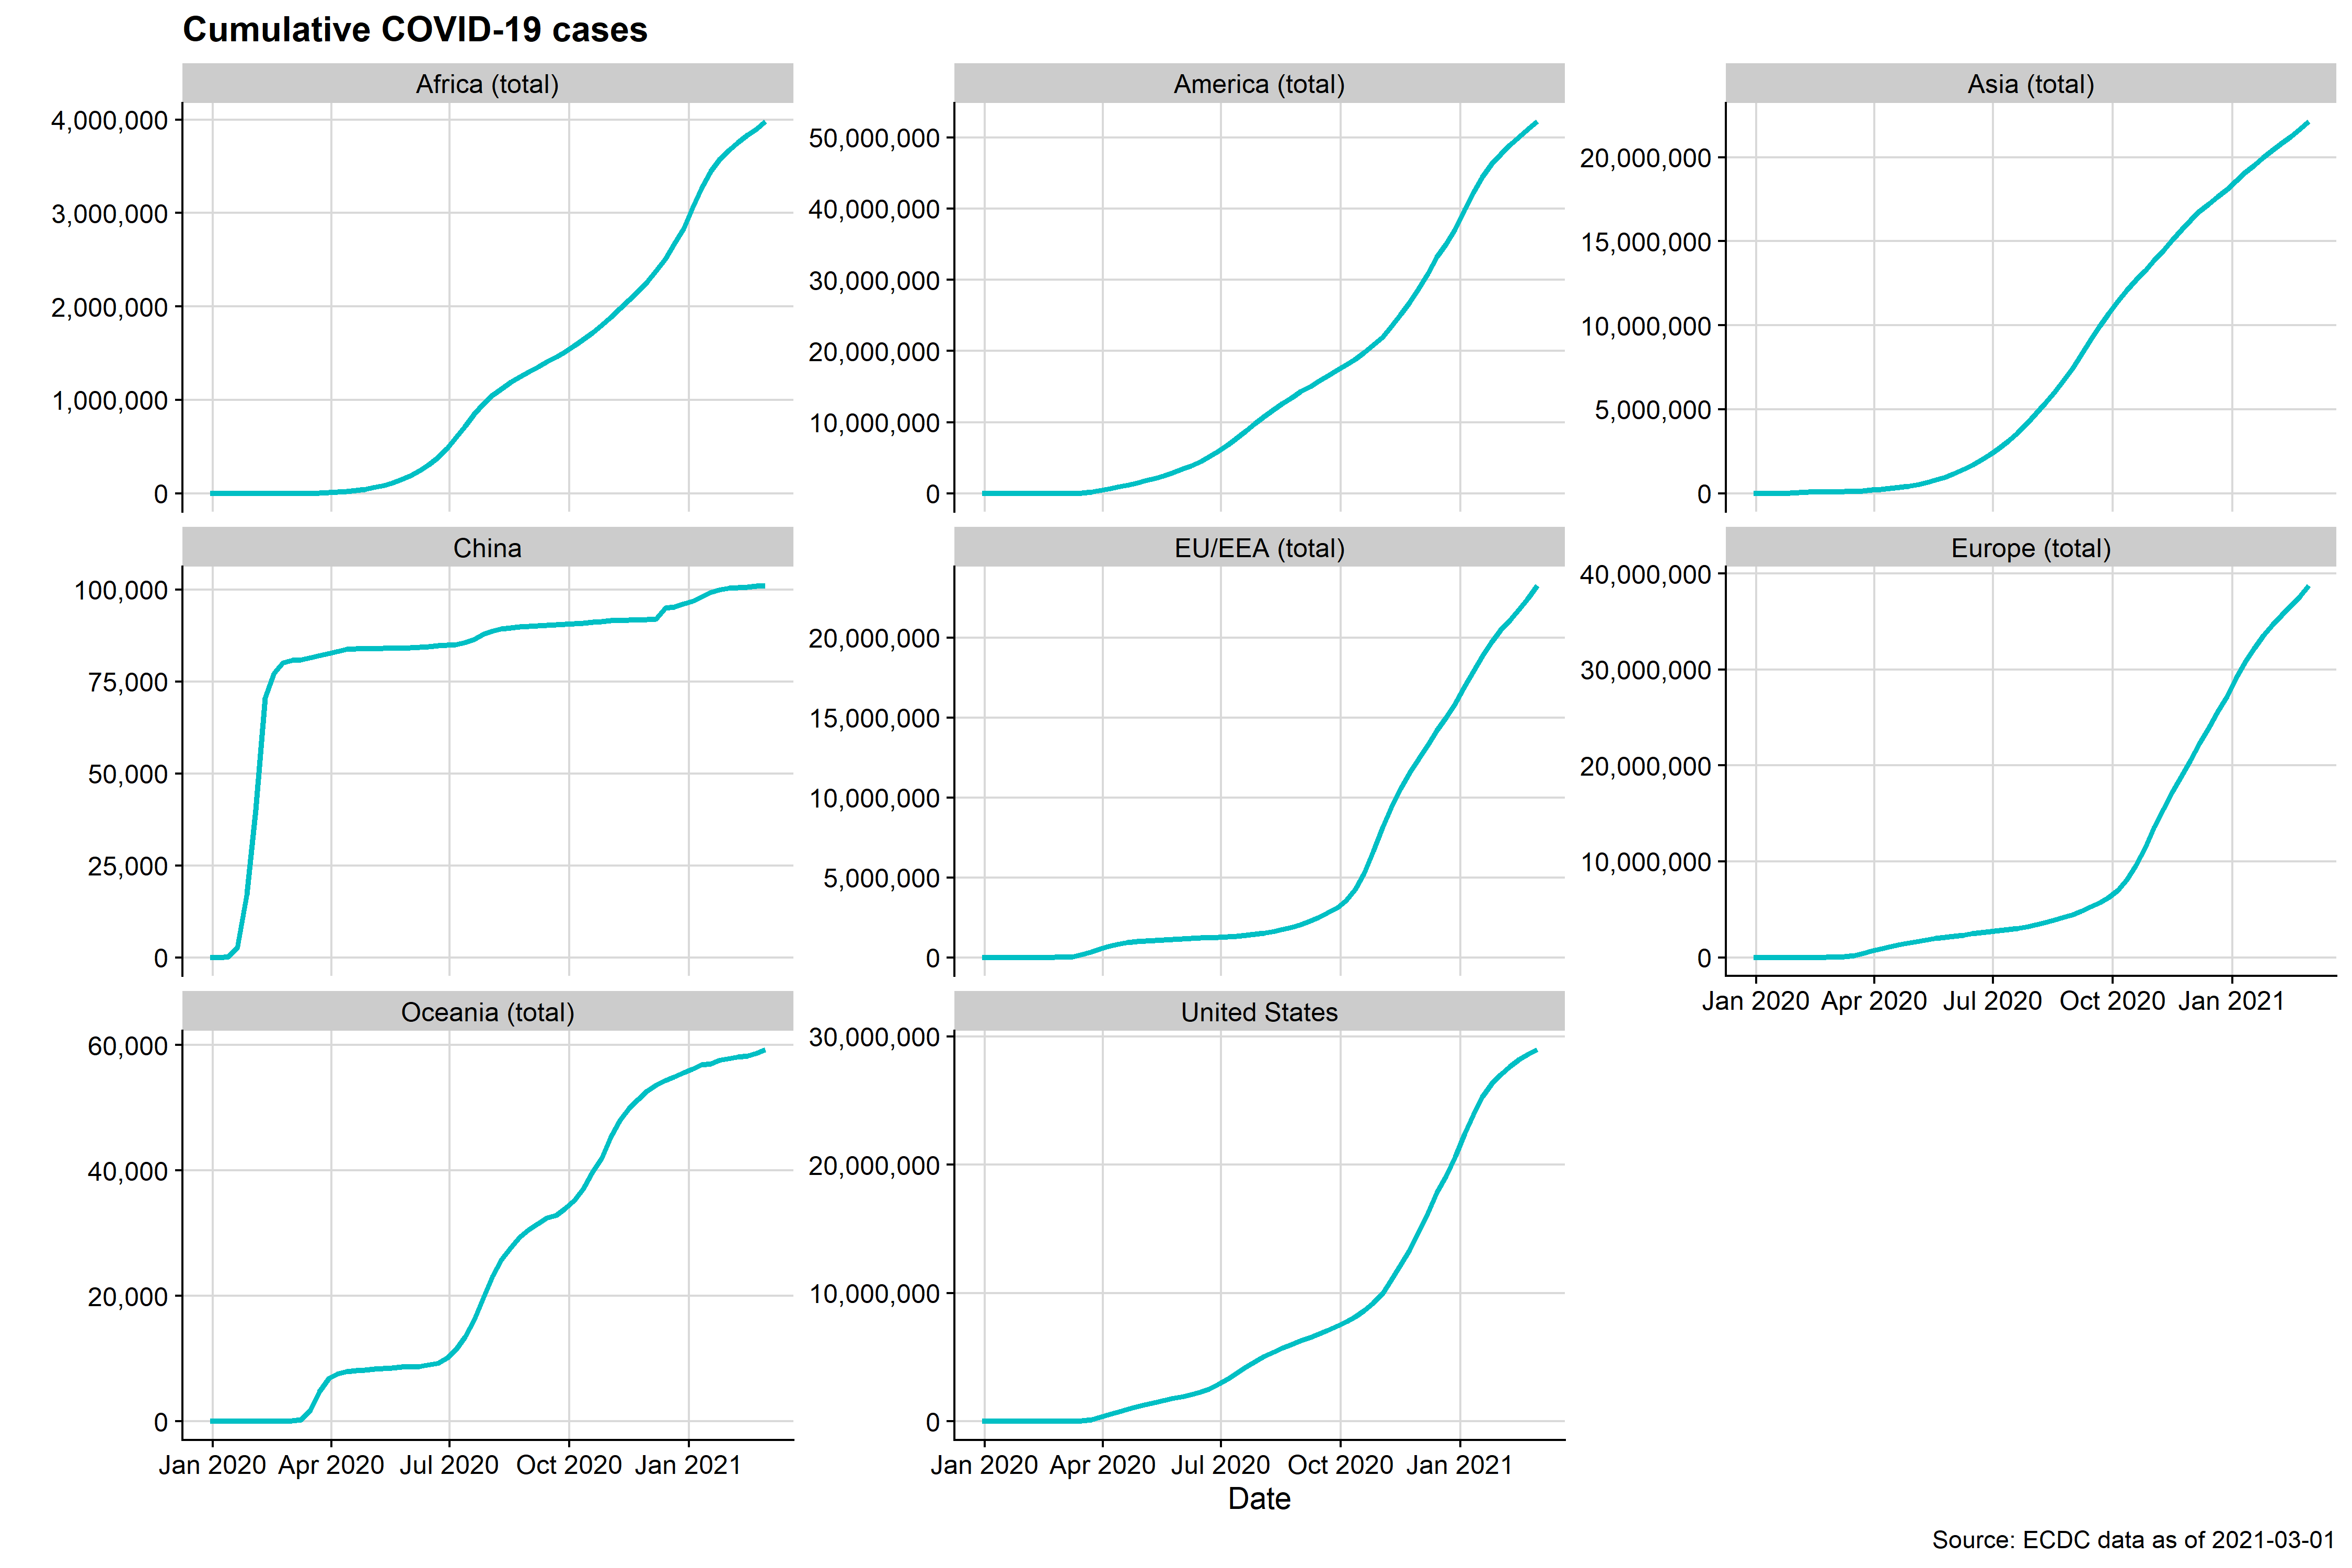 Cumulative COVID-19 cases
Africa (total)
4,000,000
3,000,000
2,000,000
1,000,000
0
America (total)
50,000,000
40,000,000
30,000,000
20,000,000
10,000,000
0
Asia (total)
20,000,000
15,000,000
10,000,000
5,000,000
0
China
100,000
75,000
50,000
25,000
0
EU/EEA (total)
20,000,000
15,000,000
10,000,000
5,000,000
0
Europe (total)
40,000,000
30,000,000
20,000,000
10,000,000
0
Jan 2020 Apr 2020 Jul 2020 Oct 2020 Jan 2021
Oceania (total)
60,000
40,000
20,000
0
Jan 2020 Apr 2020 Jul 2020 Oct 2020 Jan 2021
United States
30,000,000
20,000,000
10,000,000
0
Jan 2020 Apr 2020 Jul 2020 Oct 2020 Jan 2021
Date
Source: ECDC data as of 2021-03-01